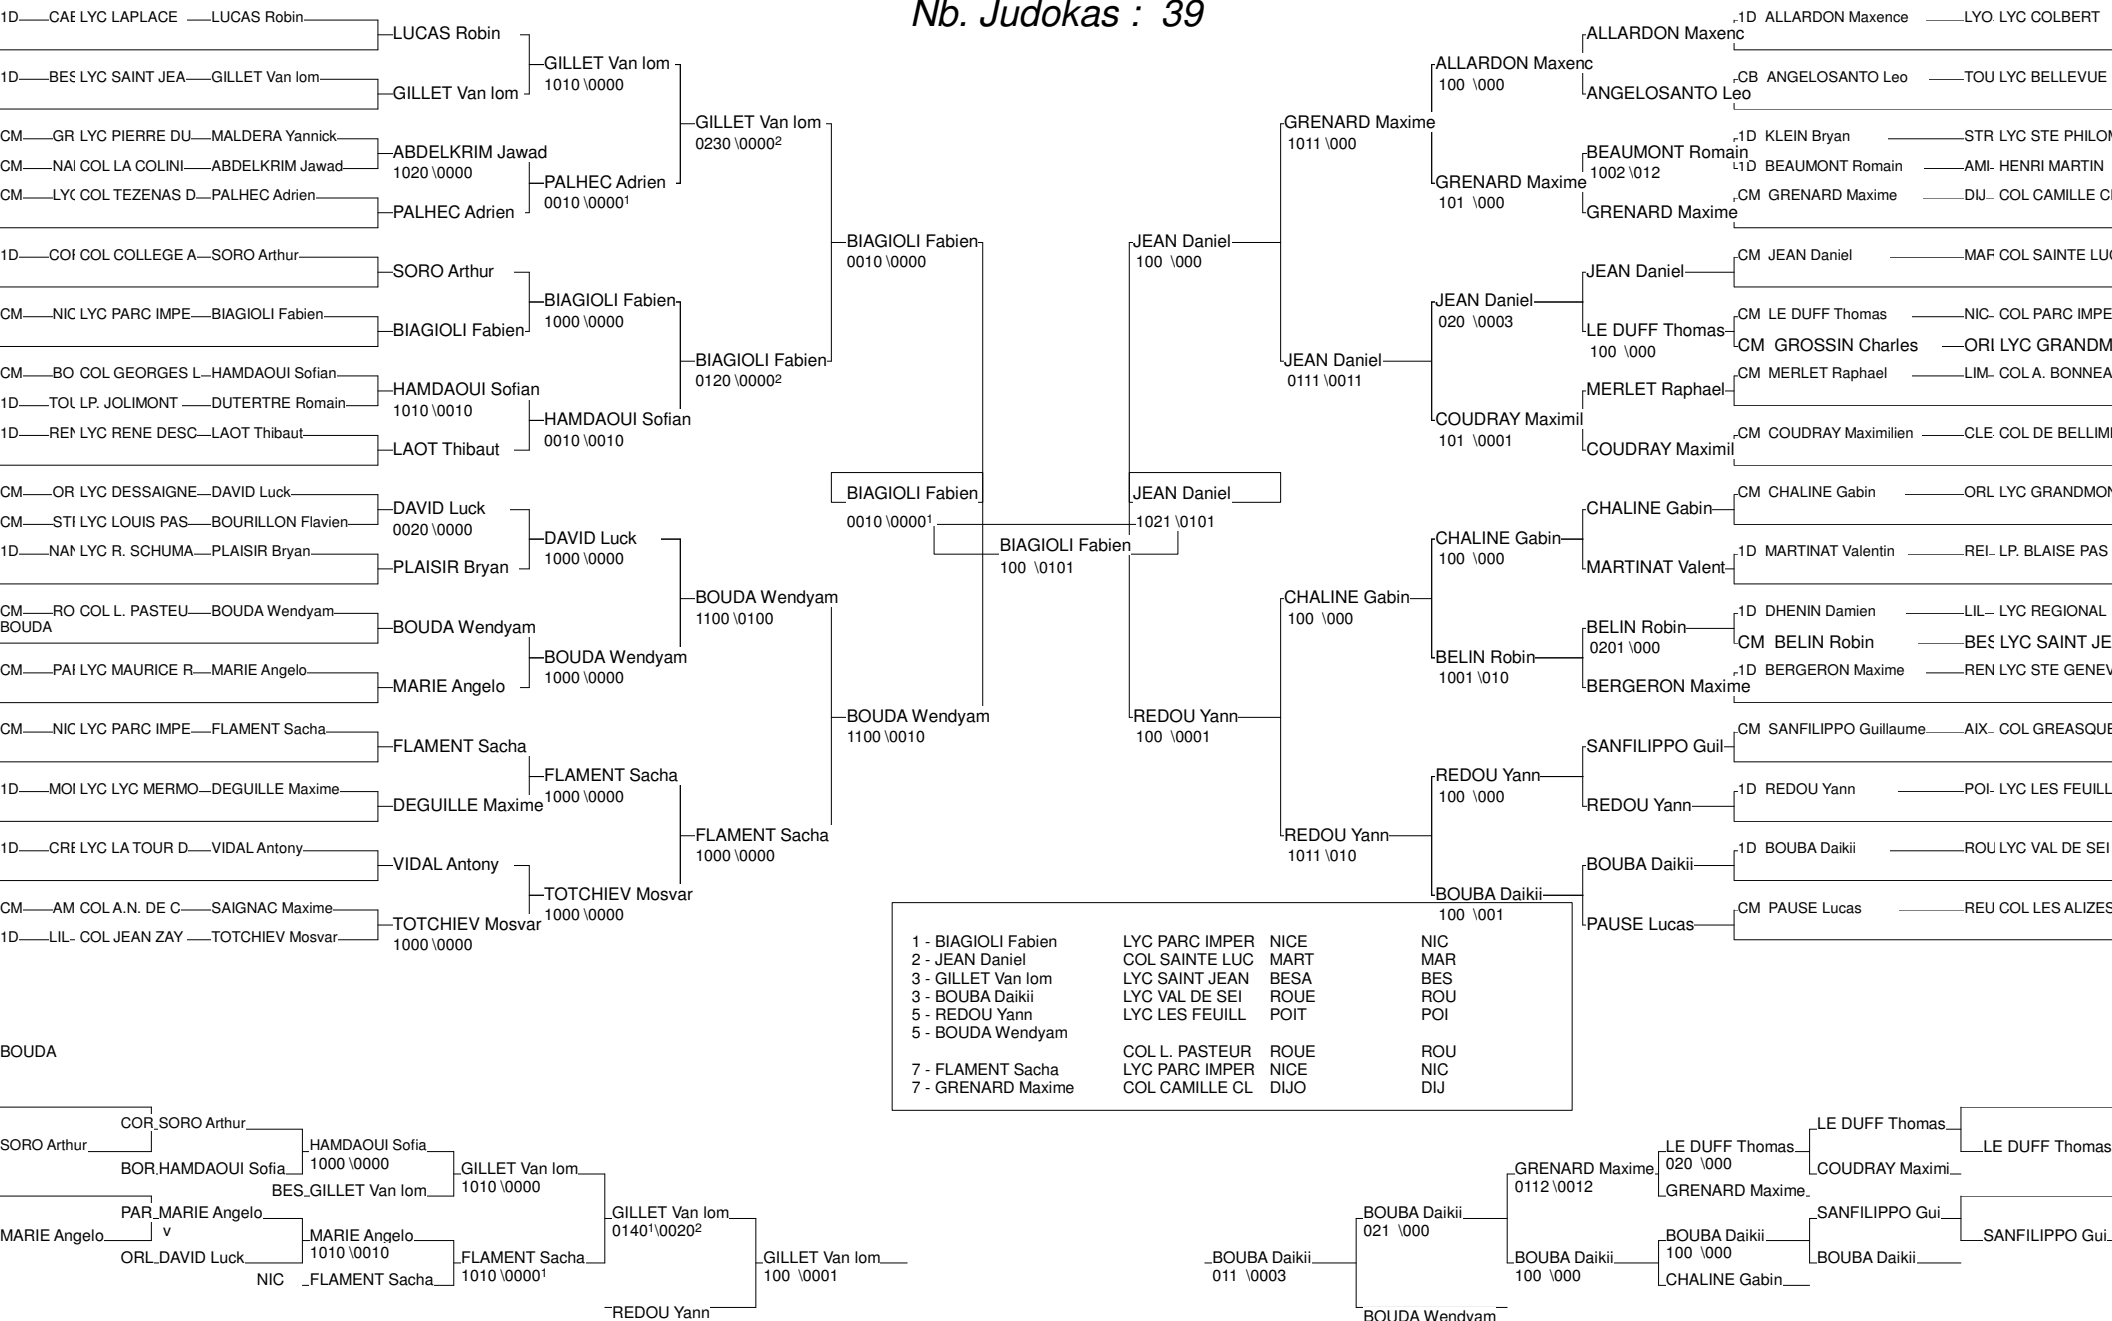 Nb. Judokas : 39
1D CAE LYC LAPLACE LUCAS Robin
LUCAS Robin
GILLET Van lom
1010 \0000
1D BES LYC SAINT JEA GILLET Van lom
GILLET Van lom
GILLET Van lom
0230 \0000²
CM GR LYC PIERRE DU MALDERA Yannick
ABDELKRIM Jawad
1020 \0000
CM NAI COL LA COLINI ABDELKRIM Jawad
PALHEC Adrien
0010 \0000¹
CM LYC COL TEZENAS D PALHEC Adrien
PALHEC Adrien
BIAGIOLI Fabien
0010 \0000
1D COF COL COLLEGE A SORO Arthur
SORO Arthur
BIAGIOLI Fabien
1000 \0000
CM NIC LYC PARC IMPE BIAGIOLI Fabien
BIAGIOLI Fabien
BIAGIOLI Fabien
0120 \0000²
CM BO COL GEORGES L HAMDAOUI Sofian
HAMDAOUI Sofian
1010 \0010
1D TOU LP. JOLIMONT DUTERTRE Romain
HAMDAOUI Sofian
0010 \0010
1D REN LYC RENE DESC LAOT Thibaut
LAOT Thibaut
BIAGIOLI Fabien
0010 \0000¹
JEAN Daniel
1021 \0101
BIAGIOLI Fabien
100 \0101
CM OR LYC DESSAIGNE DAVID Luck
DAVID Luck
0020 \0000
CM STI LYC LOUIS PAS BOURILLON Flavien
DAVID Luck
1000 \0000
1D NAN LYC R. SCHUMA PLAISIR Bryan
PLAISIR Bryan
BOUDA Wendyam
1100 \0100
CM RO COL L. PASTEU BOUDA Wendyam
BOUDA
BOUDA Wendyam
BOUDA Wendyam
1000 \0000
CM PAI LYC MAURICE R MARIE Angelo
MARIE Angelo
BOUDA Wendyam
1100 \0010
CM NIC LYC PARC IMPE FLAMENT Sacha
FLAMENT Sacha
FLAMENT Sacha
1000 \0000
1D MOI LYC LYC MERMO DEGUILLE Maxime
DEGUILLE Maxime
FLAMENT Sacha
1000 \0000
1D CRE LYC LA TOUR D VIDAL Antony
VIDAL Antony
TOTCHIEV Mosvar
1000 \0000
CM AM COL A.N. DE C SAIGNAC Maxime
TOTCHIEV Mosvar
1000 \0000
1D LIL COL JEAN ZAY TOTCHIEV Mosvar
1D ALLARDON Maxence LYO LYC COLBERT
ALLARDON Maxenc
ALLARDON Maxenc
100 \000
CB ANGELOSANTO Leo TOU LYC BELLEVUE
ANGELOSANTO Leo
GRENARD Maxime
1011 \000
1D KLEIN Bryan STR LYC STE PHILOM
BEAUMONT Romain
1002 \012
1D BEAUMONT Romain AMI HENRI MARTIN
GRENARD Maxime
101 \000
CM GRENARD Maxime DIJ COL CAMILLE CL
GRENARD Maxime
JEAN Daniel
100 \000
CM JEAN Daniel MAR COL SAINTE LUC
JEAN Daniel
JEAN Daniel
020 \0003
CM LE DUFF Thomas NIC COL PARC IMPE
LE DUFF Thomas
100 \000
CM GROSSIN Charles ORL LYC GRANDM
JEAN Daniel
0111 \0011
CM MERLET Raphael LIM COL A. BONNEA
MERLET Raphael
COUDRAY Maximil
101 \0001
CM COUDRAY Maximilien CLE COL DE BELLIME
COUDRAY Maximil
CM CHALINE Gabin ORL LYC GRANDMON
CHALINE Gabin
CHALINE Gabin
100 \000
1D MARTINAT Valentin REI LP. BLAISE PAS
MARTINAT Valent
CHALINE Gabin
100 \000
1D DHENIN Damien LIL LYC REGIONAL
BELIN Robin
0201 \000
CM BELIN Robin BES LYC SAINT JE
BELIN Robin
1001 \010
1D BERGERON Maxime REN LYC STE GENEV
BERGERON Maxime
REDOU Yann
100 \0001
CM SANFILIPPO Guillaume AIX COL GREASQUE
SANFILIPPO Guil
REDOU Yann
100 \000
1D REDOU Yann POI LYC LES FEUILL
REDOU Yann
REDOU Yann
1011 \010
1D BOUBA Daikii ROU LYC VAL DE SEI
BOUBA Daikii
BOUBA Daikii
100 \001
CM PAUSE Lucas REU COL LES ALIZES
PAUSE Lucas
1 - BIAGIOLI Fabien LYC PARC IMPER NICE NIC
2 - JEAN Daniel COL SAINTE LUC MART MAR
3 - GILLET Van lom LYC SAINT JEAN BESA BES
3 - BOUBA Daikii LYC VAL DE SEI ROUE ROU
5 - REDOU Yann LYC LES FEUILL POIT POI
5 - BOUDA Wendyam
COL L. PASTEUR ROUE ROU
7 - FLAMENT Sacha LYC PARC IMPER NICE NIC
7 - GRENARD Maxime COL CAMILLE CL DIJO DIJ
BOUDA
COR SORO Arthur
SORO Arthur
HAMDAOUI Sofia
1000 \0000
BOR HAMDAOUI Sofia
GILLET Van lom
1010 \0000
BES GILLET Van lom
PAR MARIE Angelo
v
GILLET Van lom
0140¹\0020²
MARIE Angelo
MARIE Angelo
1010 \0010
ORL DAVID Luck
FLAMENT Sacha
1010 \0000¹
GILLET Van lom
100 \0001
NIC FLAMENT Sacha
REDOU Yann
LE DUFF Thomas
LE DUFF Thomas
LE DUFF Thomas
020 \000
COUDRAY Maximi
GRENARD Maxime
0112 \0012
GRENARD Maxime
BOUBA Daikii
021 \000
SANFILIPPO Gui
SANFILIPPO Gui
BOUBA Daikii
100 \000
BOUBA Daikii
BOUBA Daikii
100 \000
BOUBA Daikii
011 \0003
CHALINE Gabin
BOUDA Wendyam